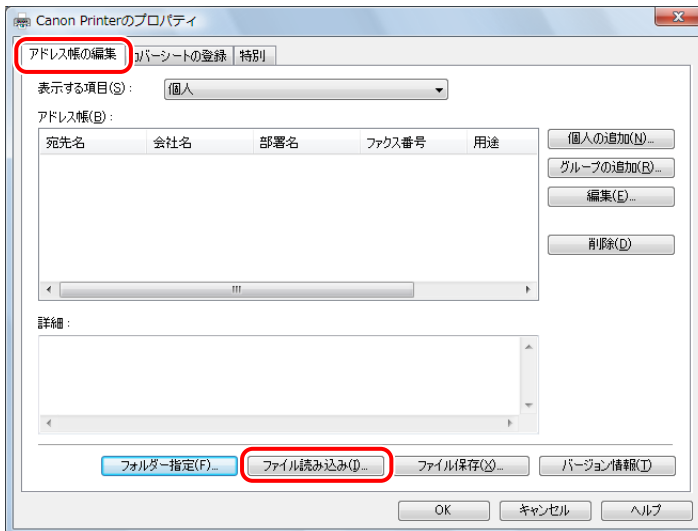 Canon Printerのプロパティ
アドレス帳の編集 カバーシートの登録 特別
表示する項目(S): 個人
アドレス帳(B):
宛先名 会社名 部署名 ファクス番号 用途
個人の追加(N)...
グループの追加(R)...
編集(E)...
削除(D)
詳細:
フォルダー指定(F)... ファイル読み込み(I)... ファイル保存(X)... バージョン情報(T)
OK キャンセル ヘルプ